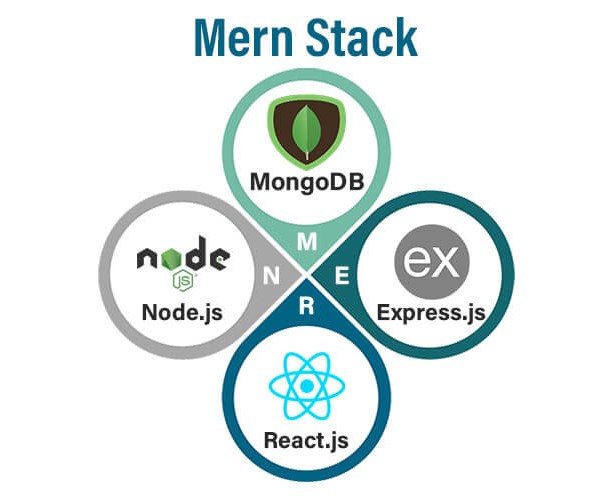 Mern Stack
MongoDB
M
node
JS
Node.js
N
E
ex
Express.js
R
React.js